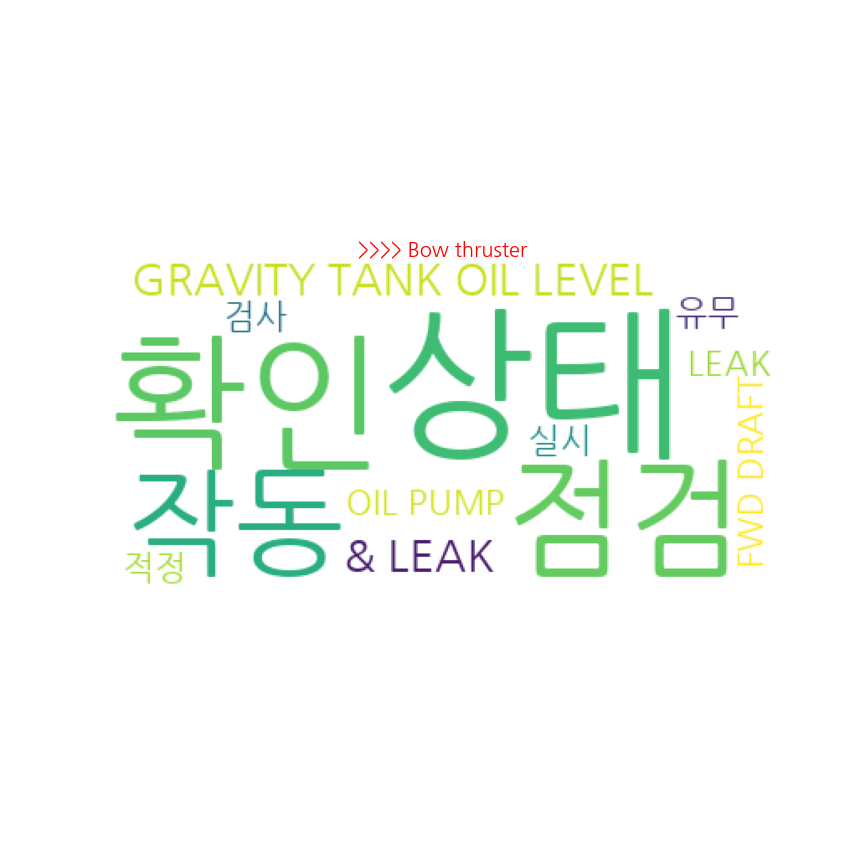 >>>> Bow thruster
GRAVITY TANK OIL LEVEL
검사
유무
확인
상태
LEAK
실시
FWD DRAFT
작동
OIL PUMP
점검
& LEAK
적정